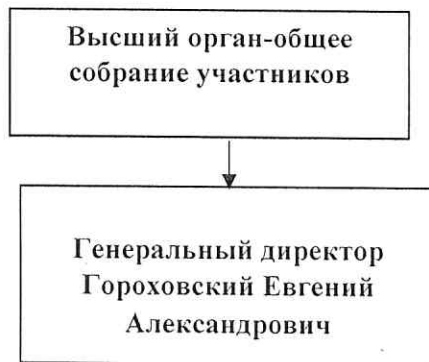 Высший орган-общее
собрание участников
Генеральный директор
Гороховский Евгений
Александрович